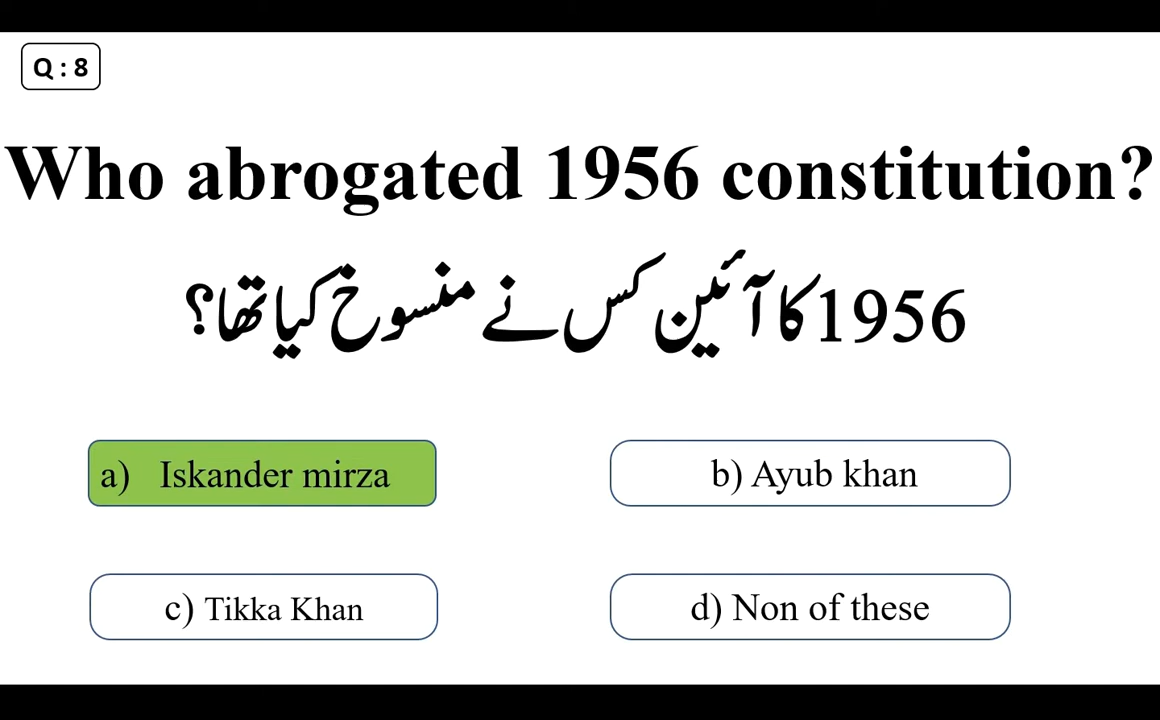 Q : 8
Who abrogated 1956 constitution?
1956 کا آئین کس نے منسوخ کیا تھا؟
a) Iskander mirza
b) Ayub khan
c) Tikka Khan
d) Non of these